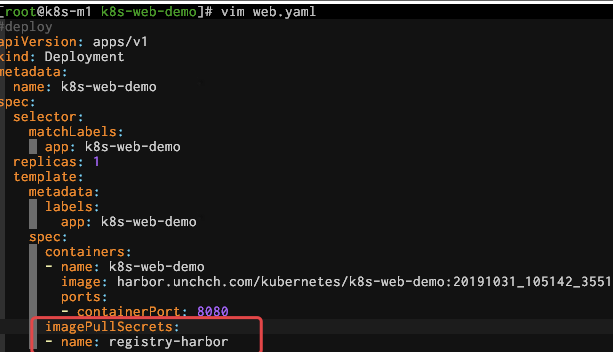 [root@k8s-m1 k8s-web-demo]# vim web.yaml
#deploy
apiVersion: apps/v1
kind: Deployment
metadata:
  name: k8s-web-demo
spec:
  selector:
    matchLabels:
      app: k8s-web-demo
  replicas: 1
  template:
    metadata:
      labels:
        app: k8s-web-demo
    spec:
      containers:
      - name: k8s-web-demo
        image: harbor.unchch.com/kubernetes/k8s-web-demo:20191031_105142_3551
        ports:
        - containerPort: 8080
      imagePullSecrets:
      - name: registry-harbor